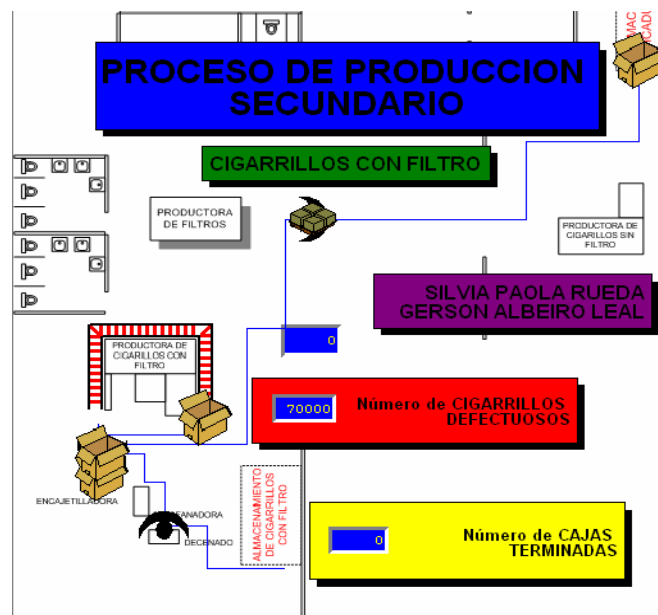 PROCESO DE PRODUCCION
SECUNDARIO
CIGARRILLOS CON FILTRO
PRODUCTORA
DE FILTROS
PRODUCTORA DE
CIGARILLOS SIN
FILTRO
SILVIA PAOLA RUEDA
GERSON ALBEIRO LEAL
0
PRODUCTORA DE
CIGARILLOS CON
FILTRO
70000
Número de CIGARRILLOS
DEFECTUOSOS
ENCAJETILLADORA
DECENADO
ALMACENAMIENTO
DE CIGARRILLOS
CON FILTRO
0
Número de CAJAS
TERMINADAS